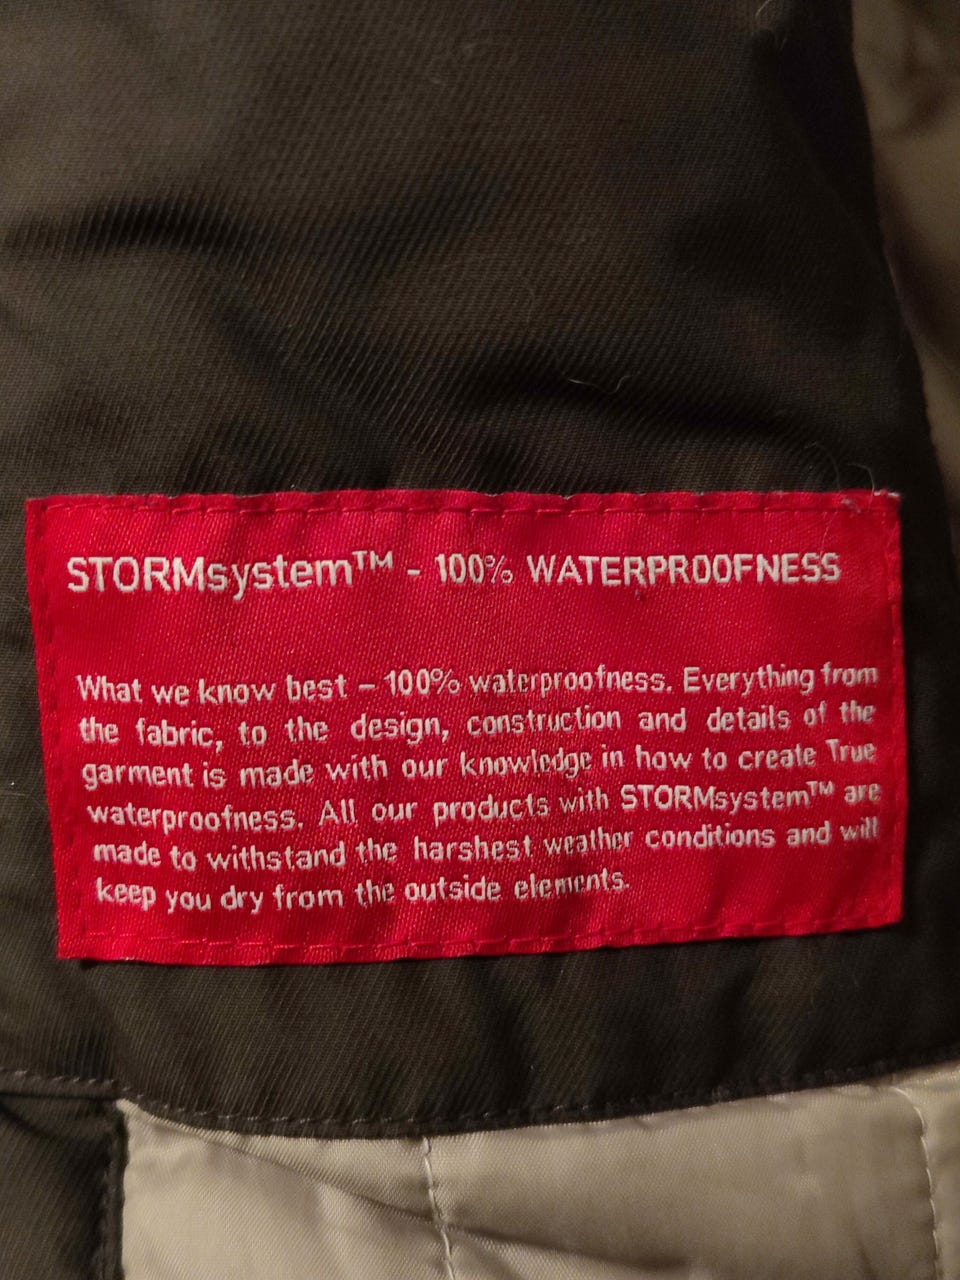 STORMsystem™ - 100% WATERPROOFNESS
What we know best – 100% waterproofness. Everything from
the fabric, to the design, construction and details of the
garment is made with our knowledge in how to create True
waterproofness. All our products with STORMsystem™ are
made to withstand the harshest weather conditions and will
keep you dry from the outside elements.